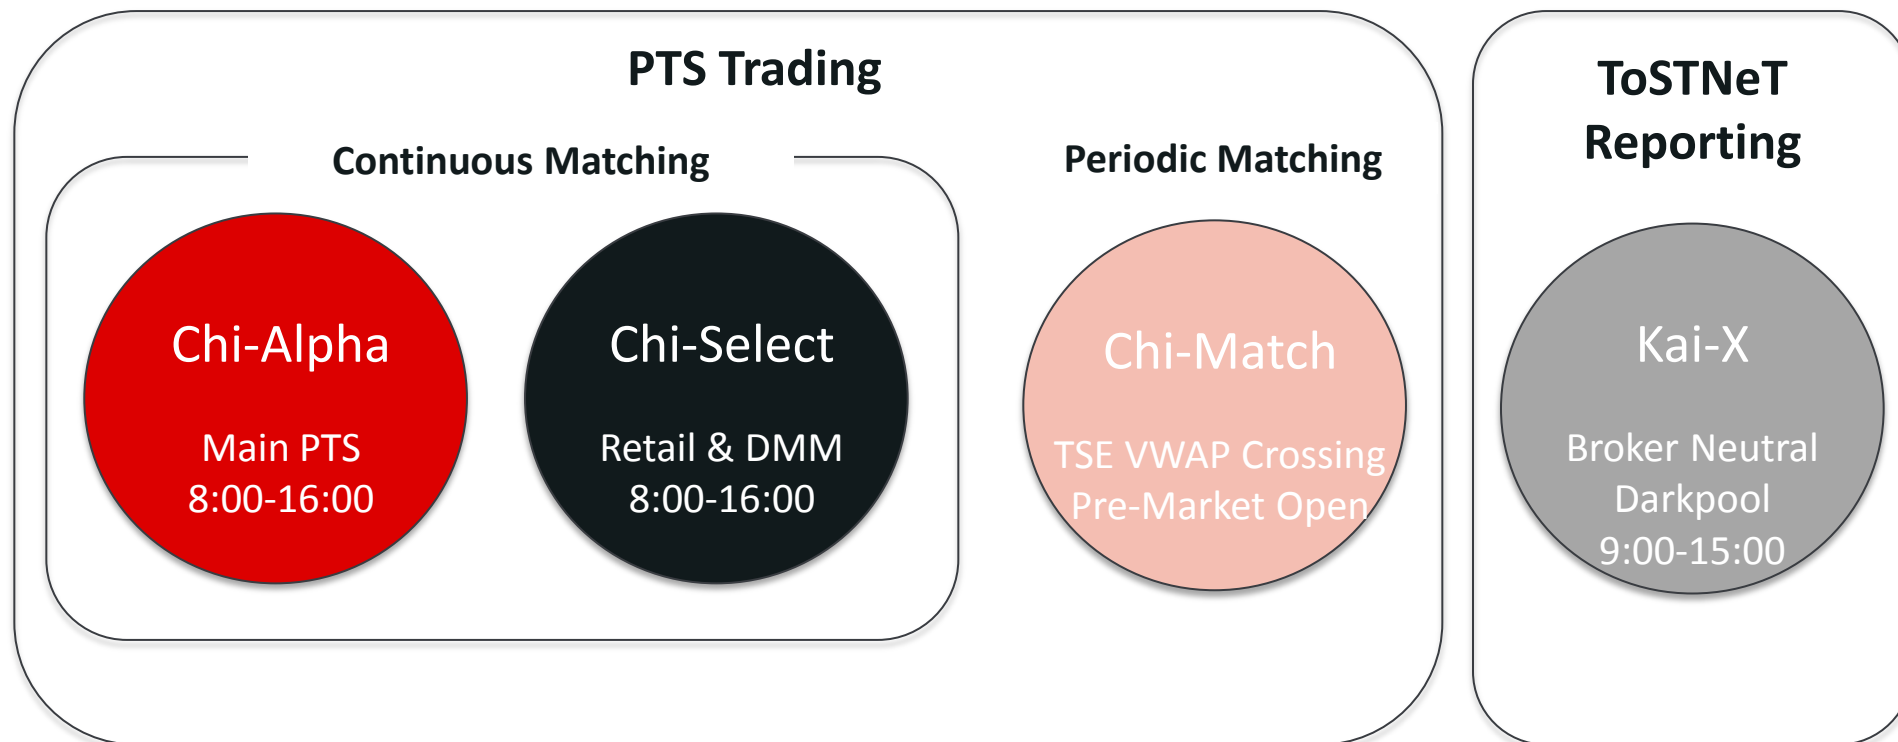 PTS Trading
Continuous Matching
Chi-Alpha
Main PTS
8:00-16:00
Chi-Select
Retail & DMM
8:00-16:00
Periodic Matching
Chi-Match
TSE VWAP Crossing
Pre-Market Open
ToSTNeT
Reporting
Kai-X
Broker Neutral
Darkpool
9:00-15:00